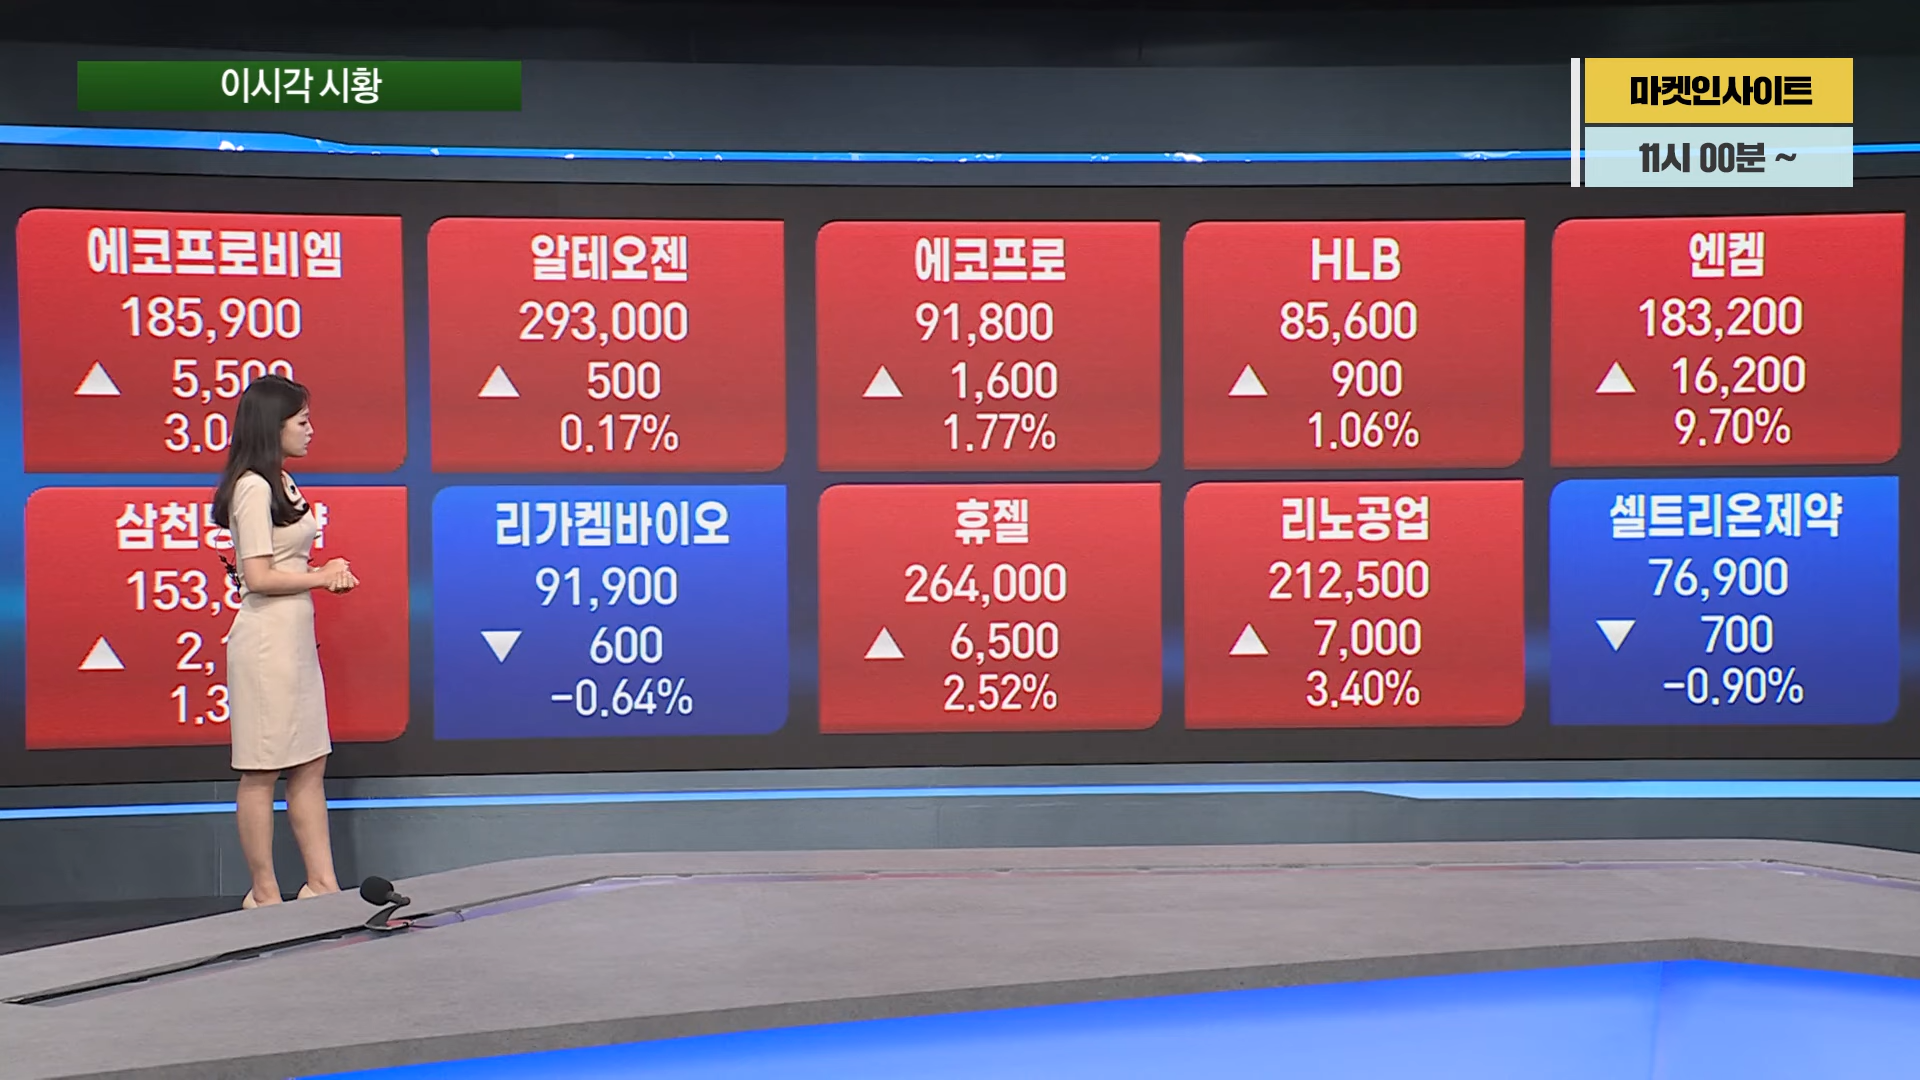 이시각 시황
마켓인사이트
11시 00분 ~
에코프로비엠
185,900
▲ 5,500
알테오젠
293,000
▲ 500
0.17%
에코프로
91,800
▲ 1,600
1.77%
HLB
85,600
▲ 900
1.06%
엔켐
183,200
▲ 16,200
9.70%
리가켐바이오
91,900
▼ 600
-0.64%
휴젤
264,000
▲ 6,500
2.52%
리노공업
212,500
▲ 7,000
3.40%
셀트리온제약
76,900
▼ 700
-0.90%